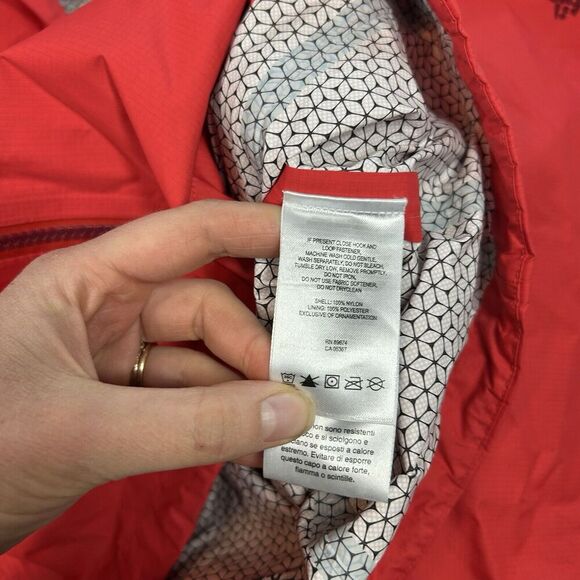 IF PRESENT CLOSE HOOK AND
LOOP FASTENER,
MACHINE WASH COLD GENTLE,
WASH SEPARATELY, DO NOT BLEACH,
TUMBLE DRY LOW, REMOVE PROMPTLY,
DO NOT IRON,
DO NOT USE FABRIC SOFTENER,
DO NOT DRYCLEAN
SHELL: 100% NYLON
LINING: 100% POLYESTER
EXCLUSIVE OF ORNAMENTATION
RN 89674
CA 05367
non sono resistenti
e si sciolgono e
se esposti a calore
estremo. Evitare di esporre
questo capo a calore forte,
fiamma o scintille.